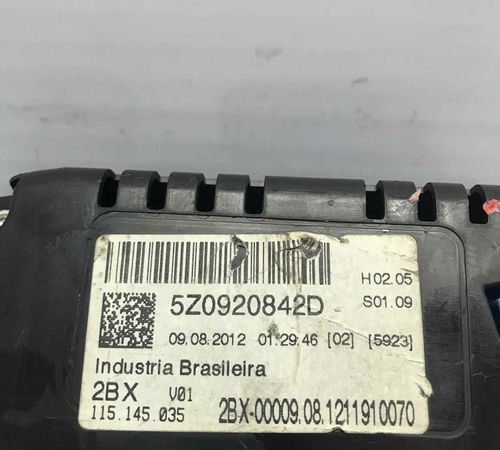 H02.05
5Z0920842D S01.09
09.08.2012 01:29:46 [02] [5923]
Industria Brasileira
2BX V01
115.145.035 2BX-00009.08.1211910070